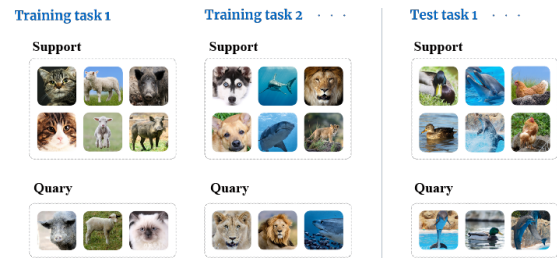 Training task 1
Training task 2 . . .
Test task 1 . . .
Support
Support
Support
Quary
Quary
Quary